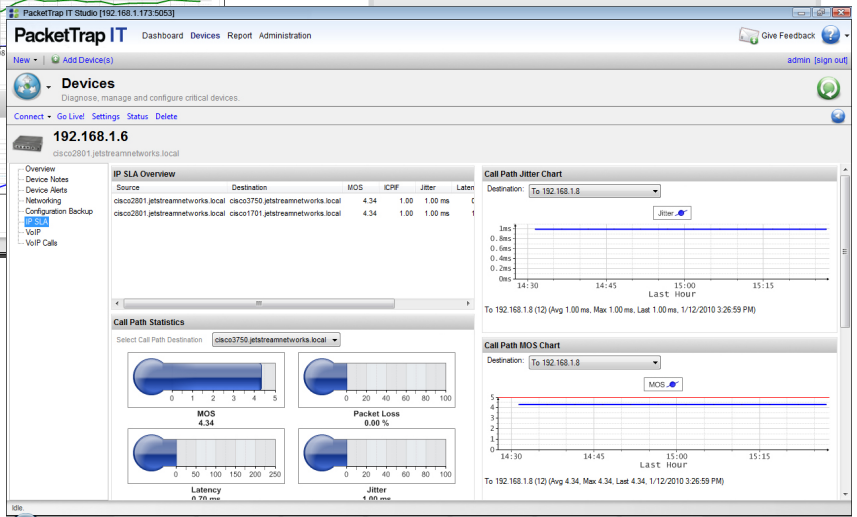 PacketTrap IT Studio [192.168.1.173:5053]
PacketTrap IT
Dashboard Devices Report Administration
Give Feedback
New
Add Device(s)
admin [sign out]
Devices
Diagnose, manage and configure critical devices.
Connect Go Live! Settings Status Delete
192.168.1.6
cisco2801.jetstreamnetworks.local
Overview
Device Notes
Device Alerts
Networking
Configuration Backup
IP SLA
VoIP
VoIP Calls
IP SLA Overview
Source Destination MOS ICPIF Jitter Laten
cisco2801.jetstreamnetworks.local cisco3750.jetstreamnetworks.local 4.34 1.00 1.00 ms
cisco2801.jetstreamnetworks.local cisco1701.jetstreamnetworks.local 4.34 1.00 1.00 ms
Call Path Statistics
Select Call Path Destination cisco3750.jetstreamnetworks.local
0 1 2 3 4 5
MOS
4.34
0 20 40 60 80 100
Packet Loss
0.00 %
0 50 100 150 200 250
Latency
0.70 ms
0 20 40 60 80 100
Jitter
1.00 ms
Call Path Jitter Chart
Destination: To 192.168.1.8
Jitter
1ms
0.8ms
0.6ms
0.4ms
0.2ms
0ms
14:30 14:45 15:00 15:15
Last Hour
To 192.168.1.8 (12) (Avg 1.00 ms, Max 1.00 ms, Last 1.00 ms, 1/12/2010 3:26:59 PM)
Call Path MOS Chart
Destination: To 192.168.1.8
MOS
5
4
3
2
1
0
14:30 14:45 15:00 15:15
Last Hour
To 192.168.1.8 (12) (Avg 4.34, Max 4.34, Last 4.34, 1/12/2010 3:26:59 PM)
Idle.